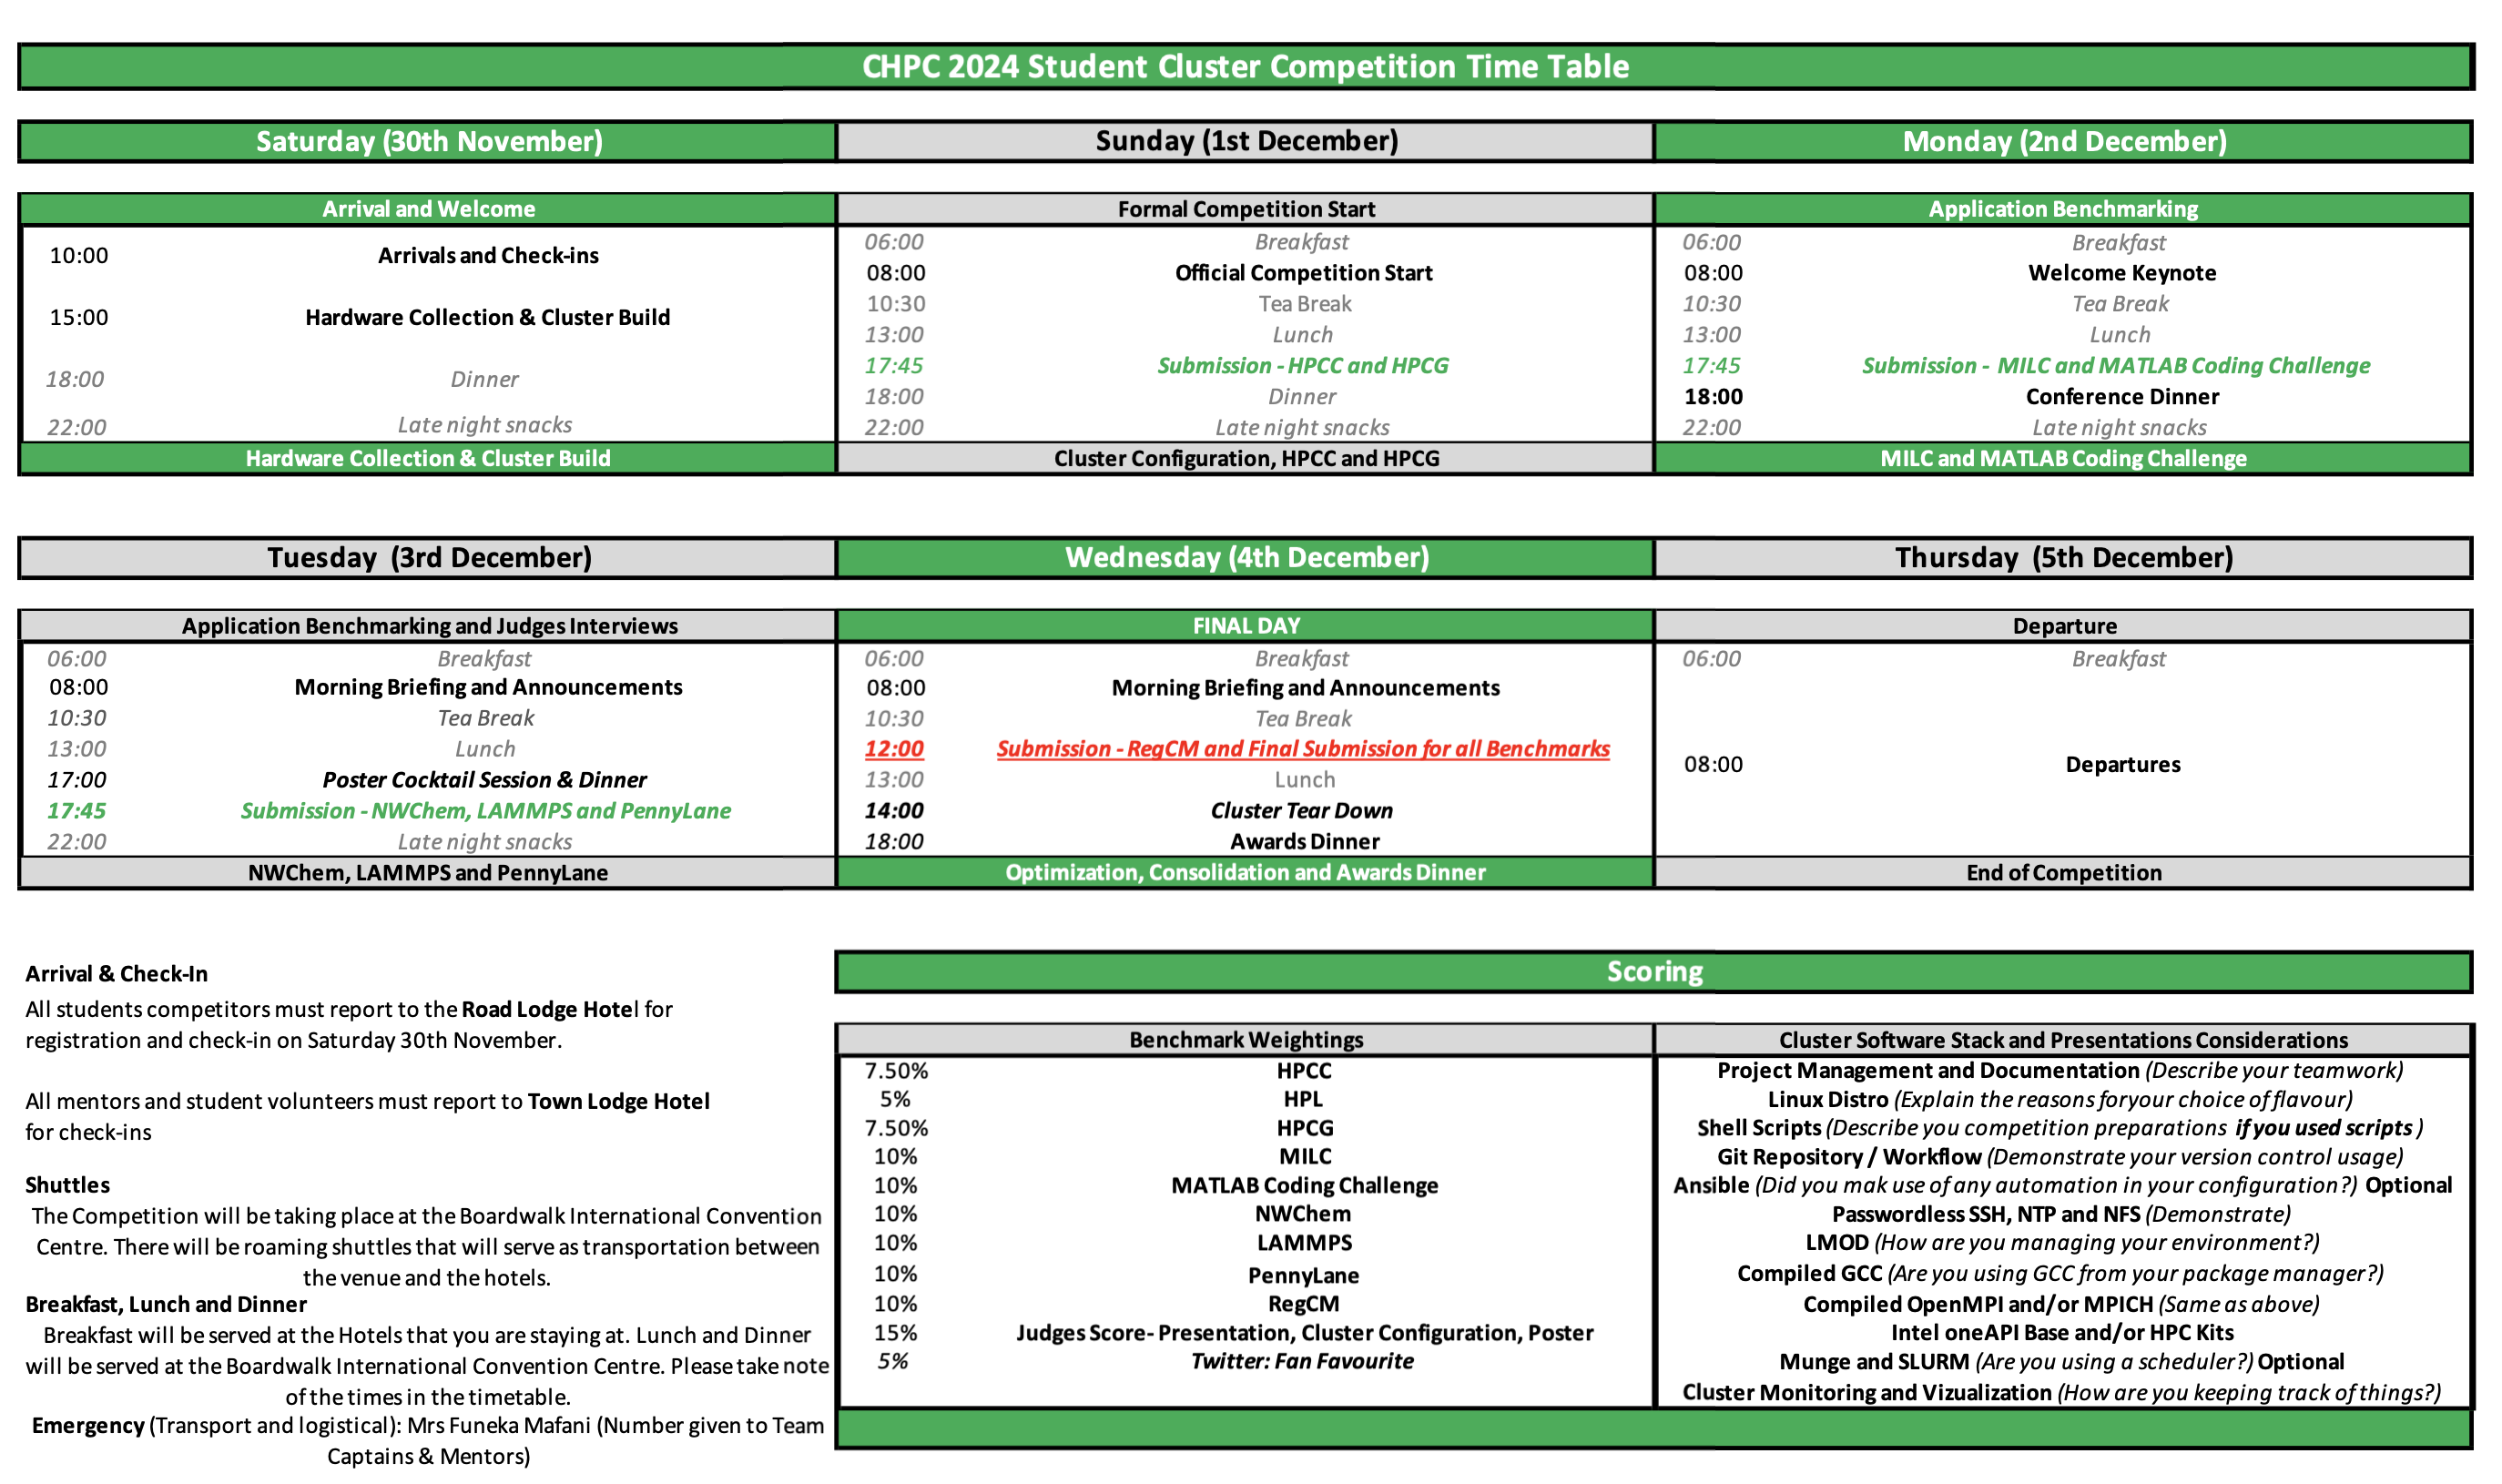 CHPC 2024 Student Cluster Competition Time Table
Saturday (30th November)
Sunday (1st December)
Monday (2nd December)
Arrival and Welcome
10:00 Arrivals and Check-ins
15:00 Hardware Collection & Cluster Build
18:00 Dinner
22:00 Late night snacks
Hardware Collection & Cluster Build
Formal Competition Start
06:00 Breakfast
08:00 Official Competition Start
10:30 Tea Break
13:00 Lunch
17:45 Submission - HPCC and HPCG
18:00 Dinner
22:00 Late night snacks
Cluster Configuration, HPCC and HPCG
Application Benchmarking
06:00 Breakfast
08:00 Welcome Keynote
10:30 Tea Break
13:00 Lunch
17:45 Submission - MILC and MATLAB Coding Challenge
18:00 Conference Dinner
22:00 Late night snacks
MILC and MATLAB Coding Challenge
Tuesday (3rd December)
Wednesday (4th December)
Thursday (5th December)
Application Benchmarking and Judges Interviews
06:00 Breakfast
08:00 Morning Briefing and Announcements
10:30 Tea Break
13:00 Lunch
17:00 Poster Cocktail Session & Dinner
17:45 Submission - NWChem, LAMMPS and PennyLane
22:00 Late night snacks
NWChem, LAMMPS and PennyLane
FINAL DAY
06:00 Breakfast
08:00 Morning Briefing and Announcements
10:30 Tea Break
12:00 Submission - RegCM and Final Submission for all Benchmarks
13:00 Lunch
14:00 Cluster Tear Down
18:00 Awards Dinner
Optimization, Consolidation and Awards Dinner
Departure
06:00 Breakfast
08:00 Departures
End of Competition
Arrival & Check-In
All students competitors must report to the Road Lodge Hotel for
registration and check-in on Saturday 30th November.
All mentors and student volunteers must report to Town Lodge Hotel
for check-ins
Shuttles
The Competition will be taking place at the Boardwalk International Convention
Centre. There will be roaming shuttles that will serve as transportation between
the venue and the hotels.
Breakfast, Lunch and Dinner
Breakfast will be served at the Hotels that you are staying at. Lunch and Dinner
will be served at the Boardwalk International Convention Centre. Please take note
of the times in the timetable.
Emergency (Transport and logistical): Mrs Funeka Mafani (Number given to Team
Captains & Mentors)
Scoring
Benchmark Weightings
7.50% HPCC
5% HPL
7.50% HPCG
10% MILC
10% MATLAB Coding Challenge
10% NWChem
10% LAMMPS
10% PennyLane
10% RegCM
15% Judges Score- Presentation, Cluster Configuration, Poster
5% Twitter: Fan Favourite
Cluster Software Stack and Presentations Considerations
Project Management and Documentation (Describe your teamwork)
Linux Distro (Explain the reasons foryour choice of flavour)
Shell Scripts (Describe you competition preparations if you used scripts )
Git Repository / Workflow (Demonstrate your version control usage)
Ansible (Did you mak use of any automation in your configuration?) Optional
Passwordless SSH, NTP and NFS (Demonstrate)
LMOD (How are you managing your environment?)
Compiled GCC (Are you using GCC from your package manager?)
Compiled OpenMPI and/or MPICH (Same as above)
Intel oneAPI Base and/or HPC Kits
Munge and SLURM (Are you using a scheduler?) Optional
Cluster Monitoring and Vizualization (How are you keeping track of things?)